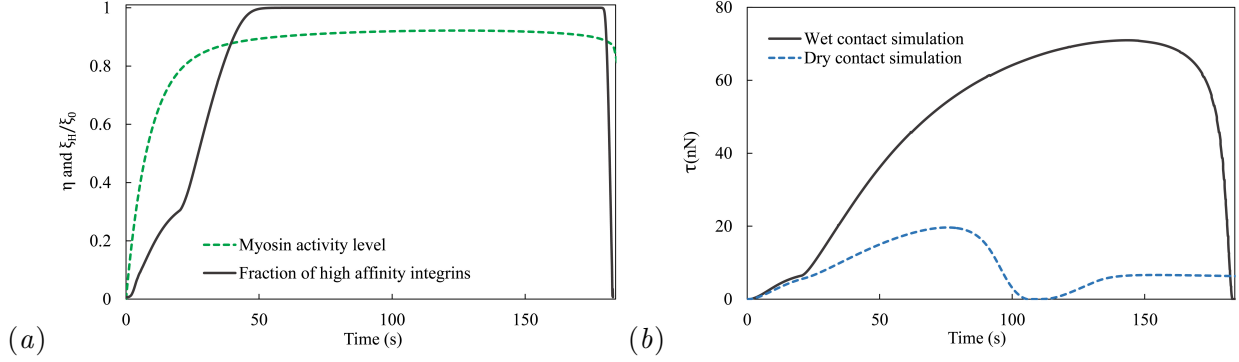 1
0.8
0.6
0.4
0.2
0
η and ξH/ξ0
Myosin activity level
Fraction of high affinity integrins
0
50
100
150
Time (s)
(a)
80
60
40
20
0
τ(nN)
Wet contact simulation
Dry contact simulation
0
50
100
150
Time (s)
(b)